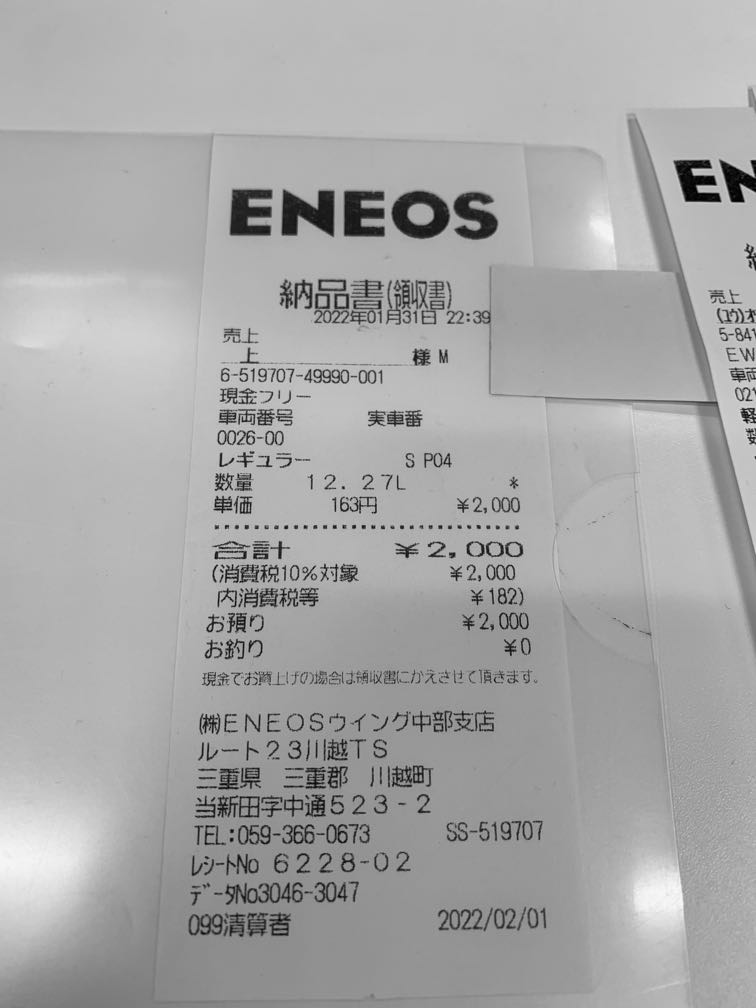 ENEOS
納品書(領収書)
2022年01月31日 22:39
売上
上 様 M
6-519707-49990-001
現金フリー
車両番号 実車番
0026-00
レギュラー S P04
数量 12.27L *
単価 163円 ¥2,000
合計 ¥2,000
(消費税10%対象 ¥2,000
内消費税等 ¥182)
お預り ¥2,000
お釣り ¥0
現金でお買上げの場合は領収書にかえさせて頂きます。
(株)ENEOSウイング中部支店
ルート23川越TS
三重県 三重郡 川越町
当新田字中通523-2
TEL:059-366-0673 SS-519707
レシートNo 6228-02
データNo3046-3047
099清算者 2022/02/01
EN
売上
(ユウ)オ
5-841
EW
車両
021
軽
数